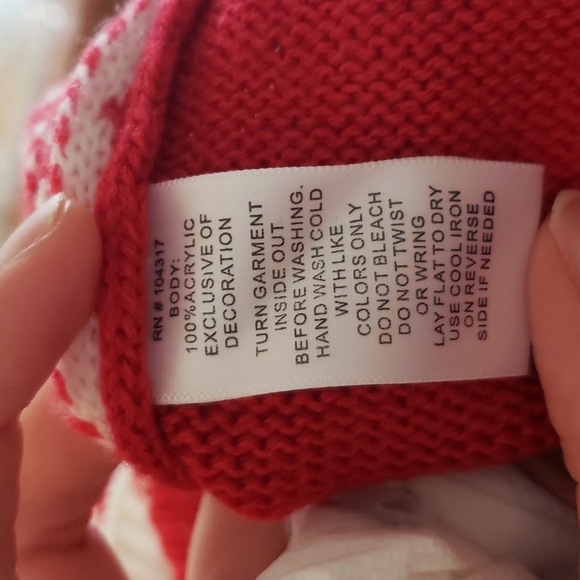 RN # 104317
BODY:
100% ACRYLIC
EXCLUSIVE OF
DECORATION
TURN GARMENT
INSIDE OUT
BEFORE WASHING.
HAND WASH COLD
WITH LIKE
COLORS ONLY
DO NOT BLEACH
DO NOT TWIST
OR WRING
LAY FLAT TO DRY
USE COOL IRON
ON REVERSE
SIDE IF NEEDED